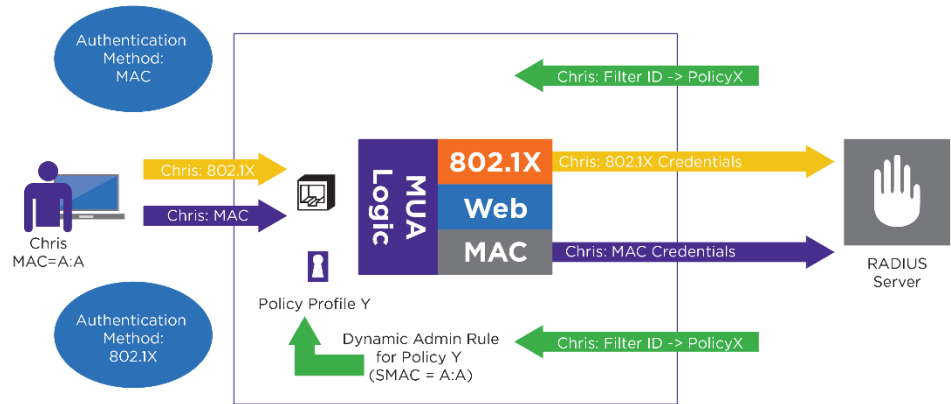 Authentication
Method:
MAC
Chris: Filter ID -> PolicyX
Chris: 802.1X
Chris: MAC
Chris
MAC=A:A
MUA
Logic
802.1X
Web
MAC
Chris: 802.1X Credentials
Chris: MAC Credentials
RADIUS
Server
Policy Profile Y
Authentication
Method:
802.1X
Dynamic Admin Rule
for Policy Y
(SMAC = A:A)
Chris: Filter ID -> PolicyX